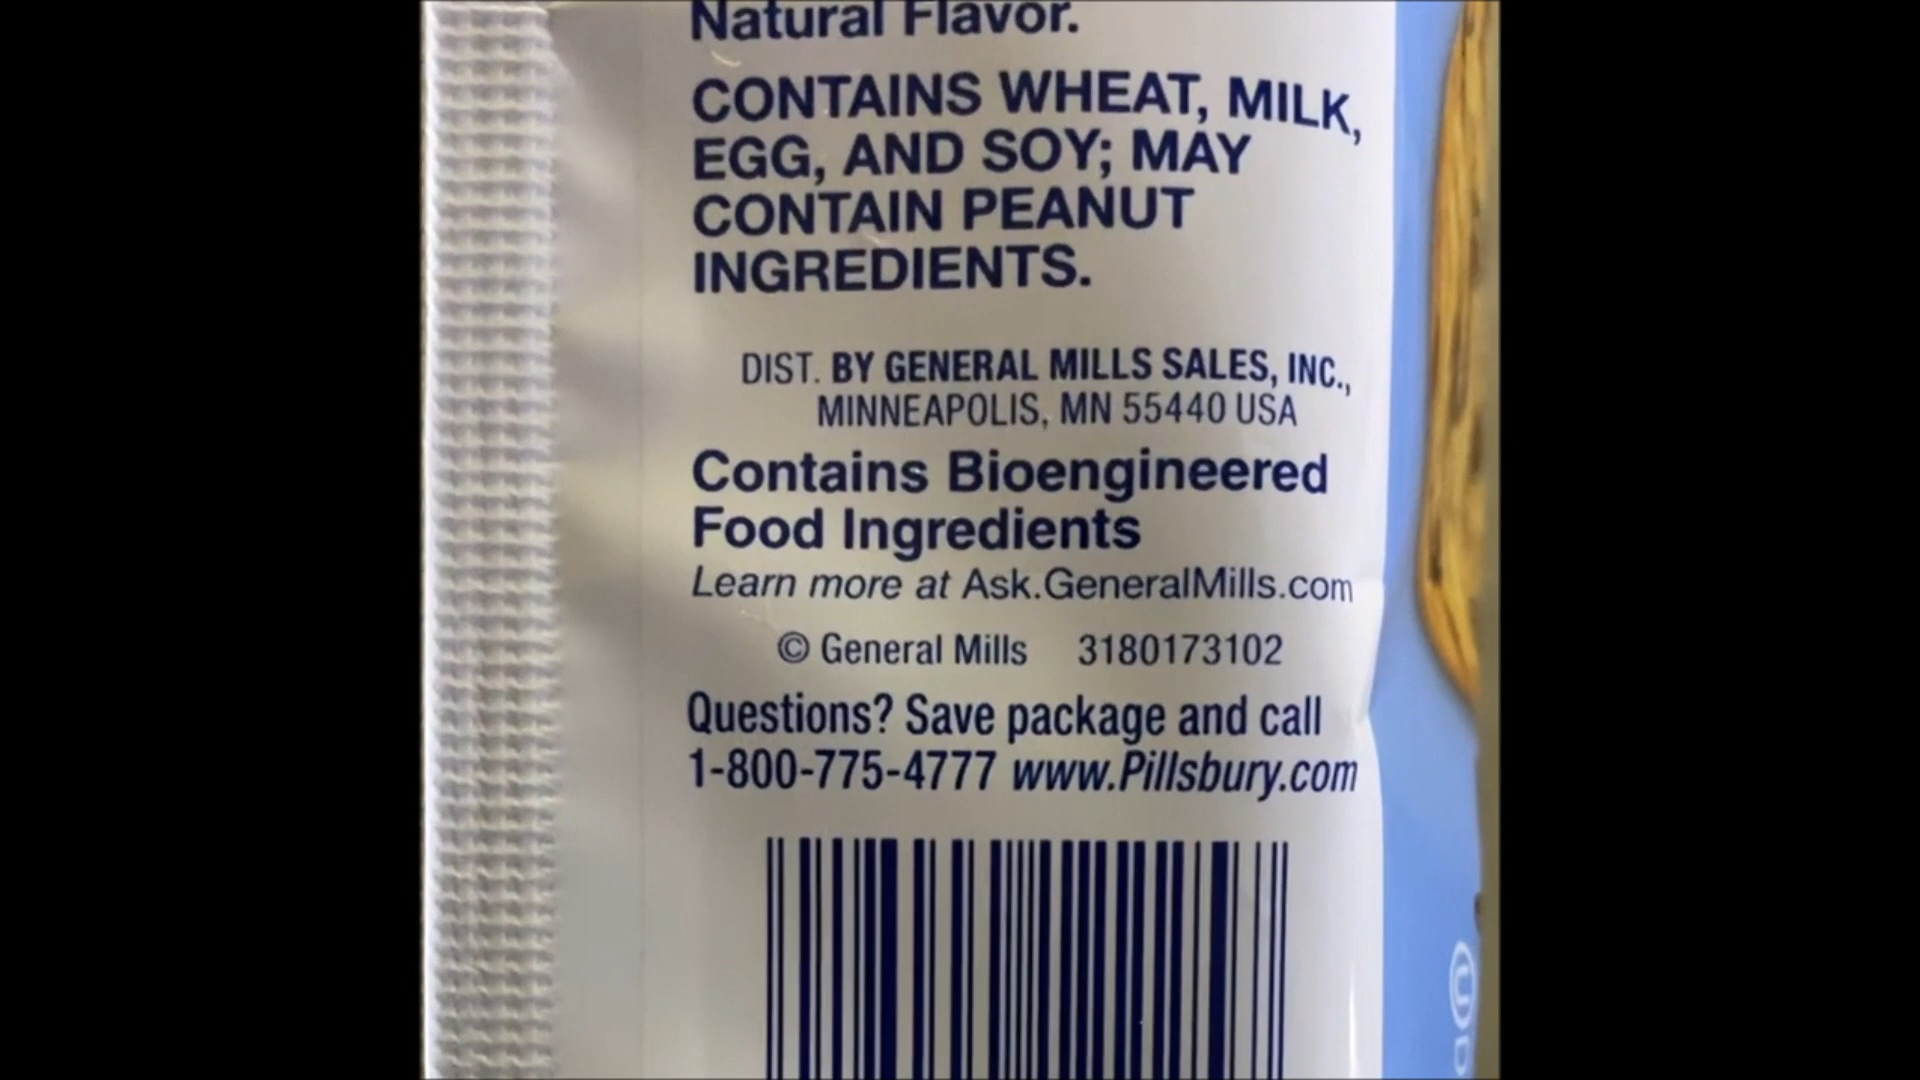 Natural Flavor.
CONTAINS WHEAT, MILK,
EGG, AND SOY; MAY
CONTAIN PEANUT
INGREDIENTS.
DIST. BY GENERAL MILLS SALES, INC.,
MINNEAPOLIS, MN 55440 USA
Contains Bioengineered
Food Ingredients
Learn more at Ask.GeneralMills.com
© General Mills 3180173102
Questions? Save package and call
1-800-775-4777 www.Pillsbury.com
U D